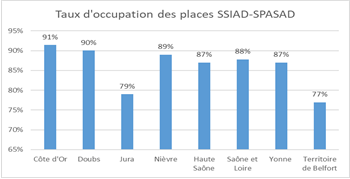 Taux d'occupation des places SSIAD-SPASAD
95%
90%
85%
80%
75%
70%
65%
91%
90%
79%
89%
87%
88%
87%
77%
Côte d'Or
Doubs
Jura
Nièvre
Haute
Saône
Saône et
Loire
Yonne
Territoire
de Belfort